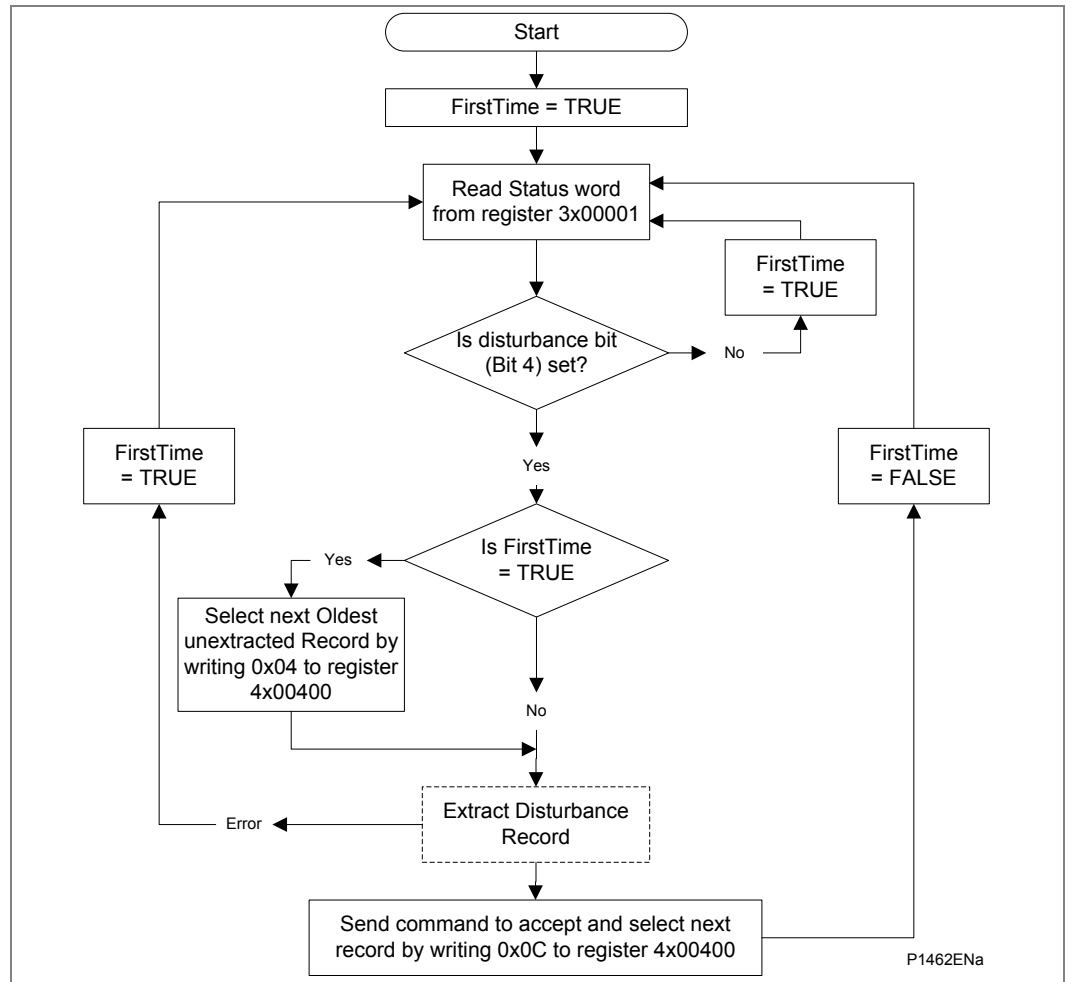 Start
FirstTime = TRUE
Read Status word
from register 3x00001
FirstTime
= TRUE
Is disturbance bit
(Bit 4) set?
No
FirstTime
= TRUE
FirstTime
= FALSE
Yes
Is FirstTime
= TRUE
Yes
Select next Oldest
unextracted Record by
writing 0x04 to register
4x00400
No
Extract Disturbance
Record
Error
Send command to accept and select next
record by writing 0x0C to register 4x00400
P1462ENa